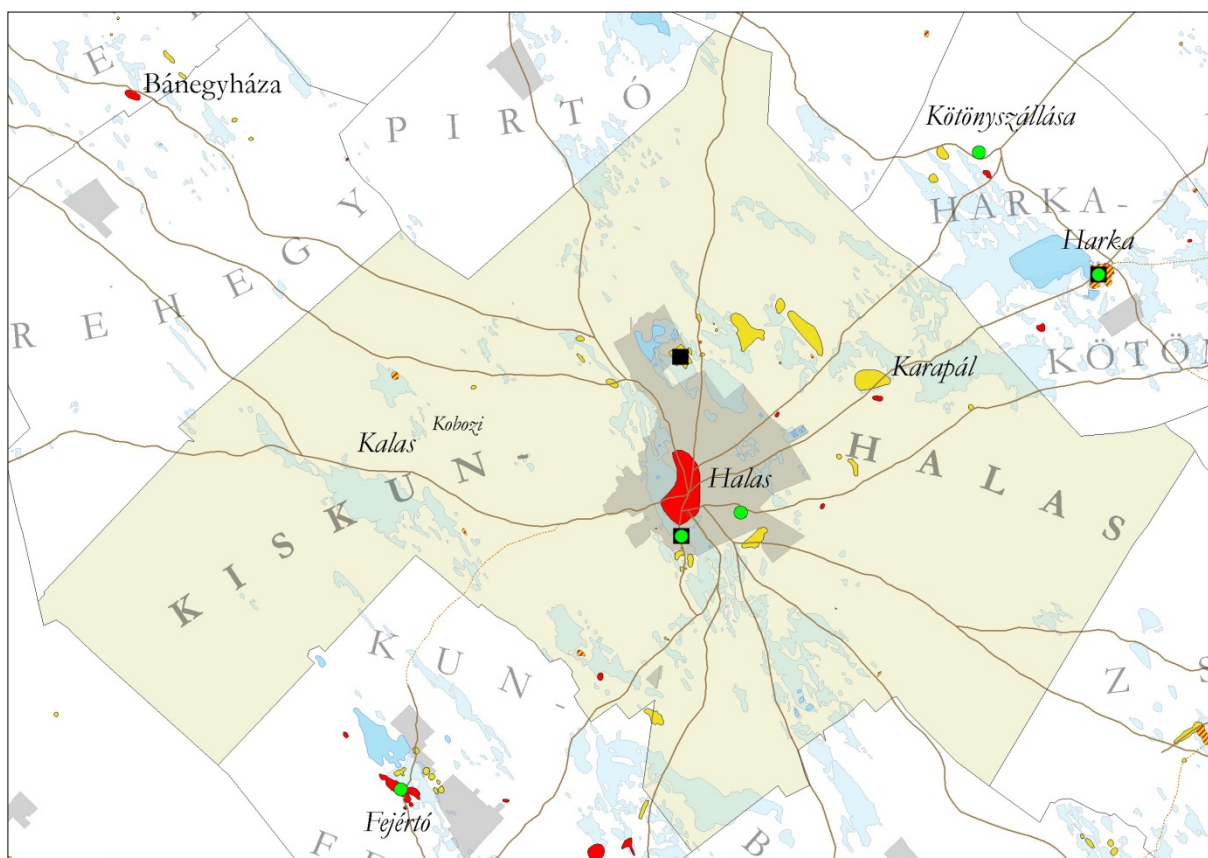 Bánegyháza
PIRTÓ
REHEGY
Kötönyszállása
HARKA-
Harka
KÖTÖN
Karapál
Kobozi
Kalas
KISKUN-
HALAS
Halas
KUN-
Fejértó